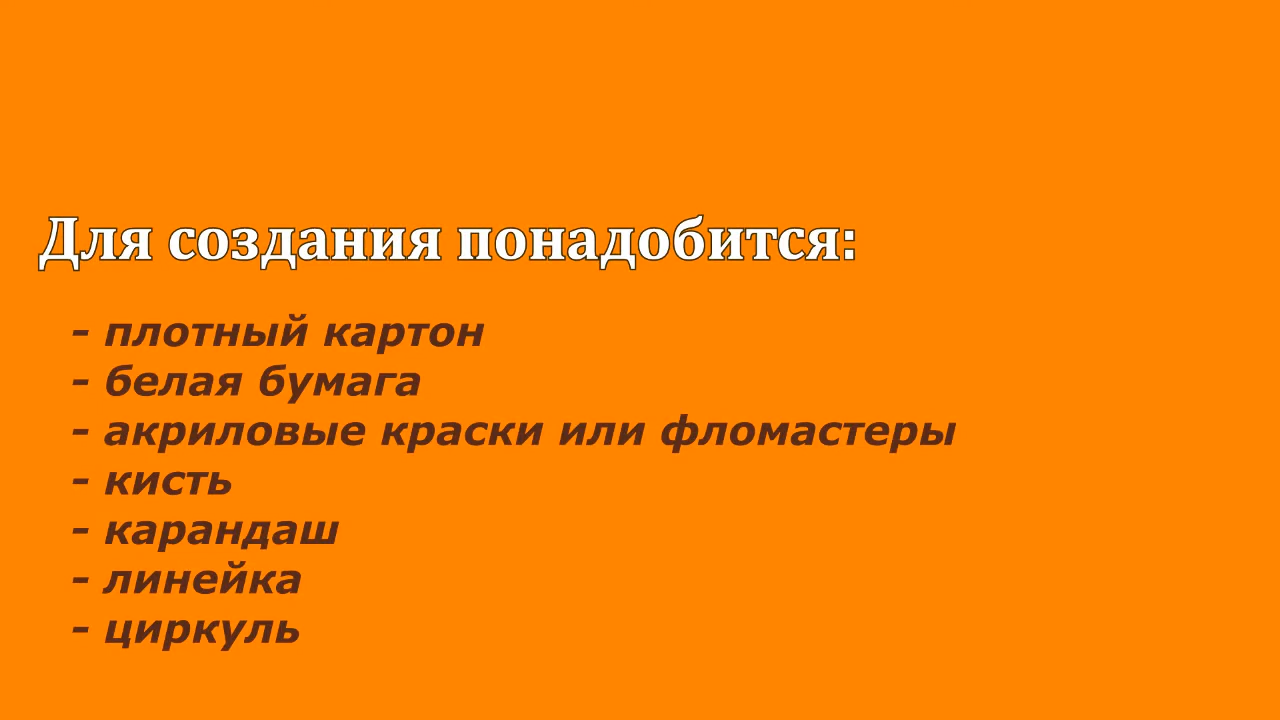 Для создания понадобится:
- плотный картон
- белая бумага
- акриловые краски или фломастеры
- кисть
- карандаш
- линейка
- циркуль